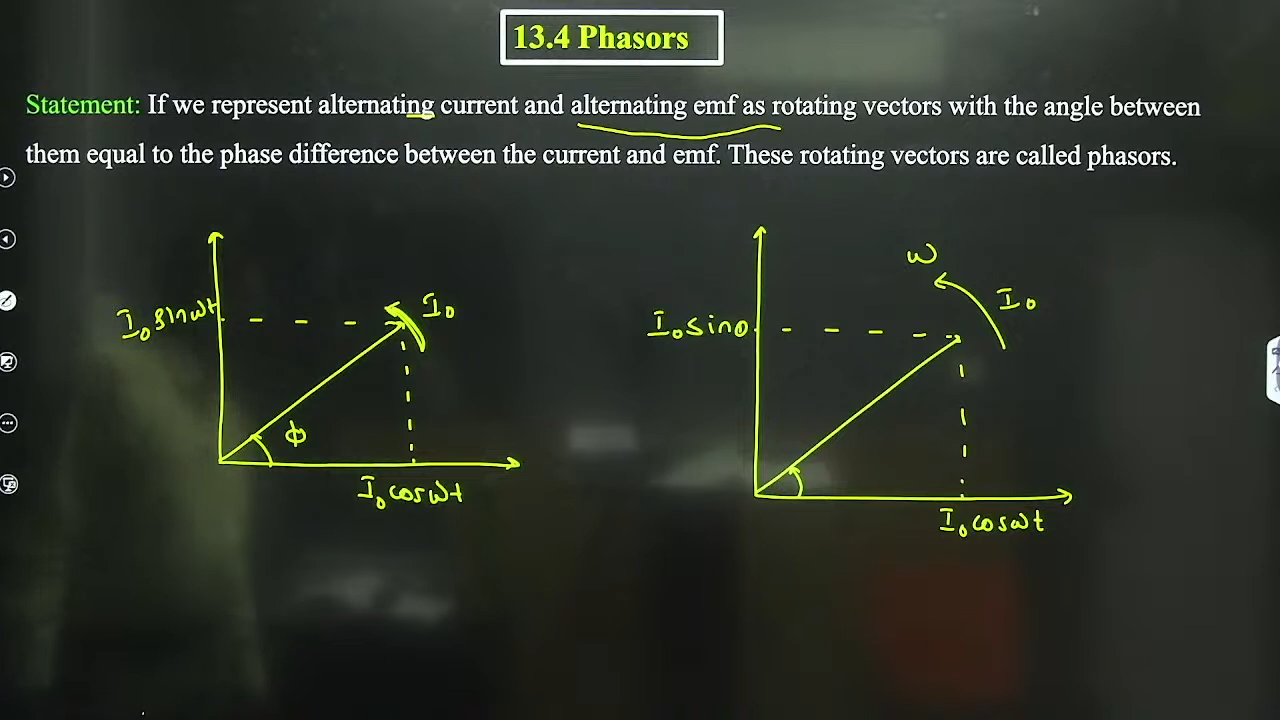 13.4 Phasors
Statement: If we represent alternating current and alternating emf as rotating vectors with the angle between
them equal to the phase difference between the current and emf. These rotating vectors are called phasors.
I₀ sinωt
I₀
ϕ
I₀ cosωt
ω
I₀
I₀ sinθ
I₀ cosωt